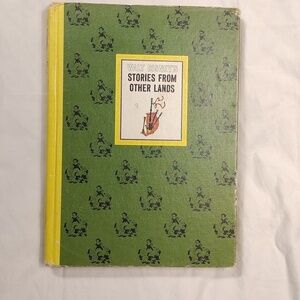 WALT DISNEY'S
STORIES FROM
OTHER LANDS